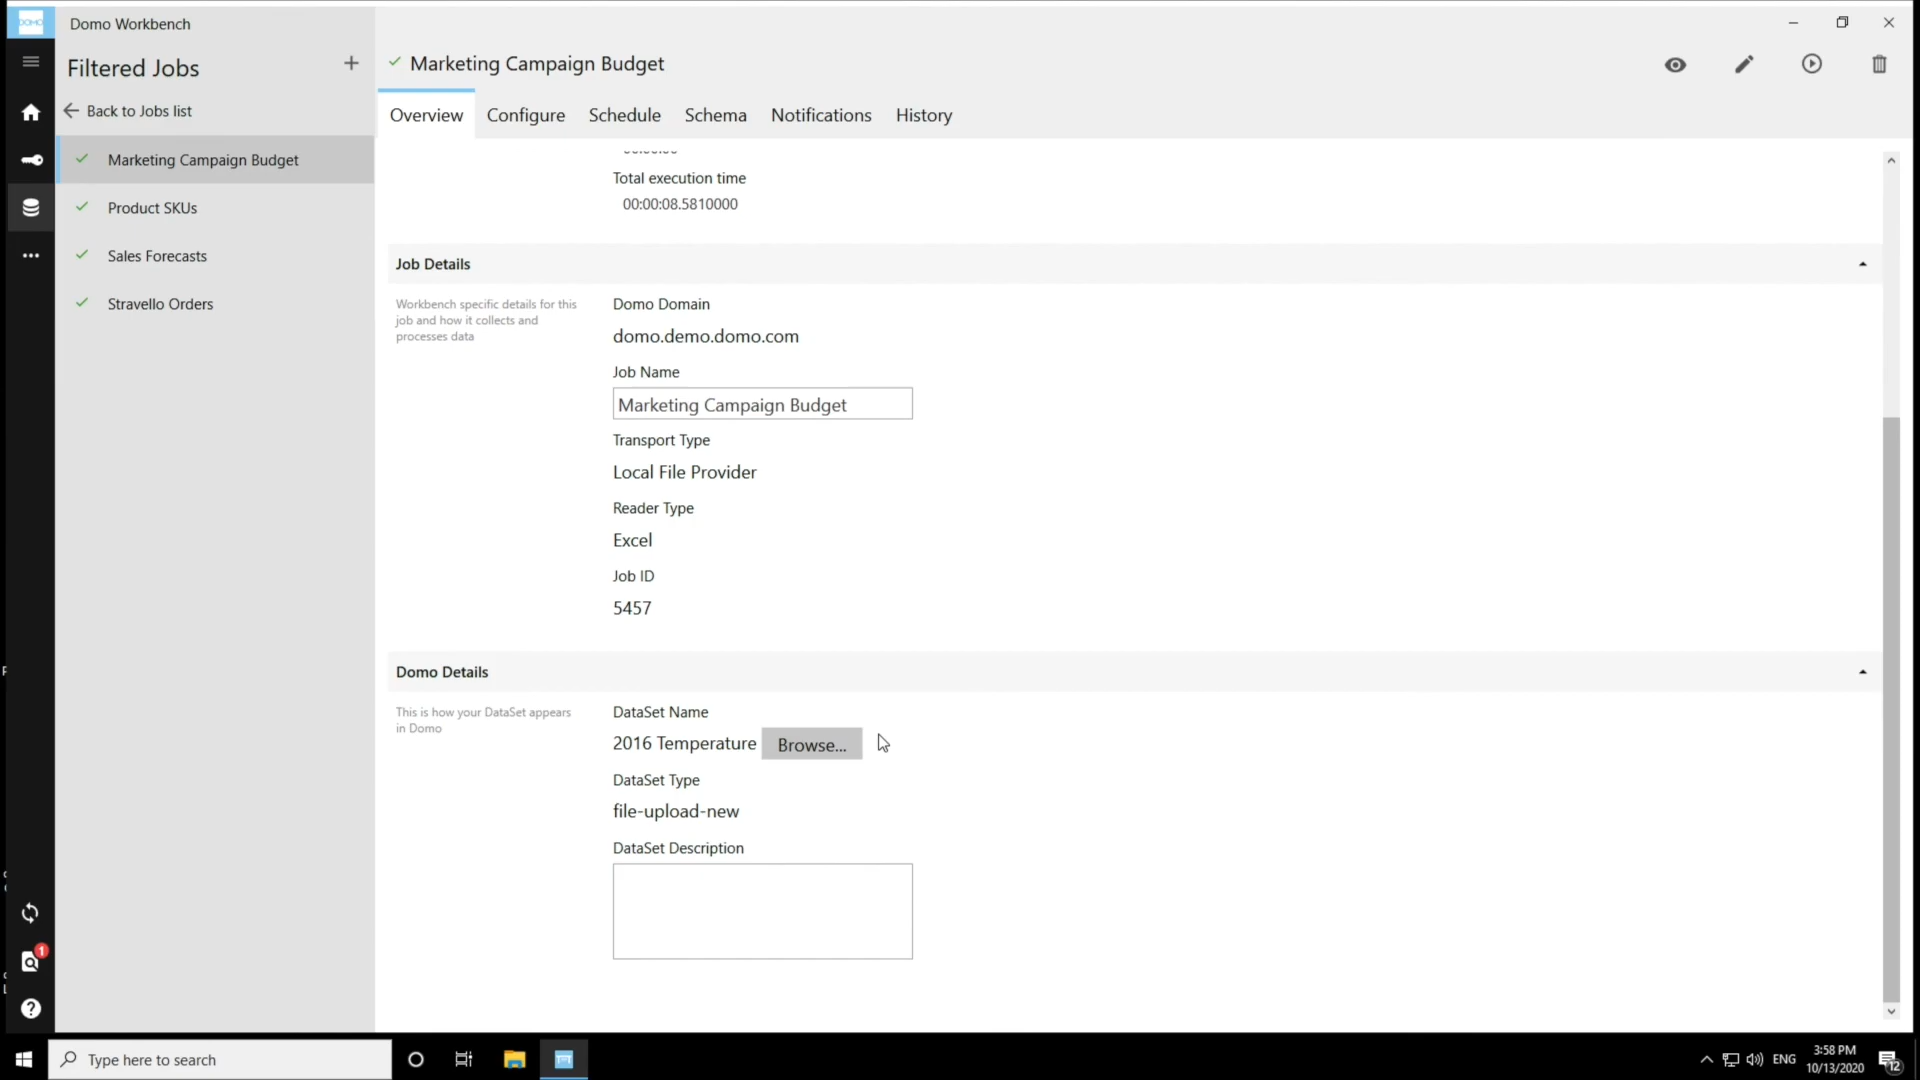 DOMO
Domo Workbench
Filtered Jobs
Back to Jobs list
Marketing Campaign Budget
Product SKUs
Sales Forecasts
Stravello Orders
Marketing Campaign Budget
Overview Configure Schedule Schema Notifications History
Total execution time
00:00:08.5810000
Job Details
Workbench specific details for this
job and how it collects and
processes data
Domo Domain
domo.demo.domo.com
Job Name
Marketing Campaign Budget
Transport Type
Local File Provider
Reader Type
Excel
Job ID
5457
Domo Details
This is how your DataSet appears
in Domo
DataSet Name
2016 Temperature Browse...
DataSet Type
file-upload-new
DataSet Description
1
Type here to search
ENG
3:58 PM
10/13/2020
12